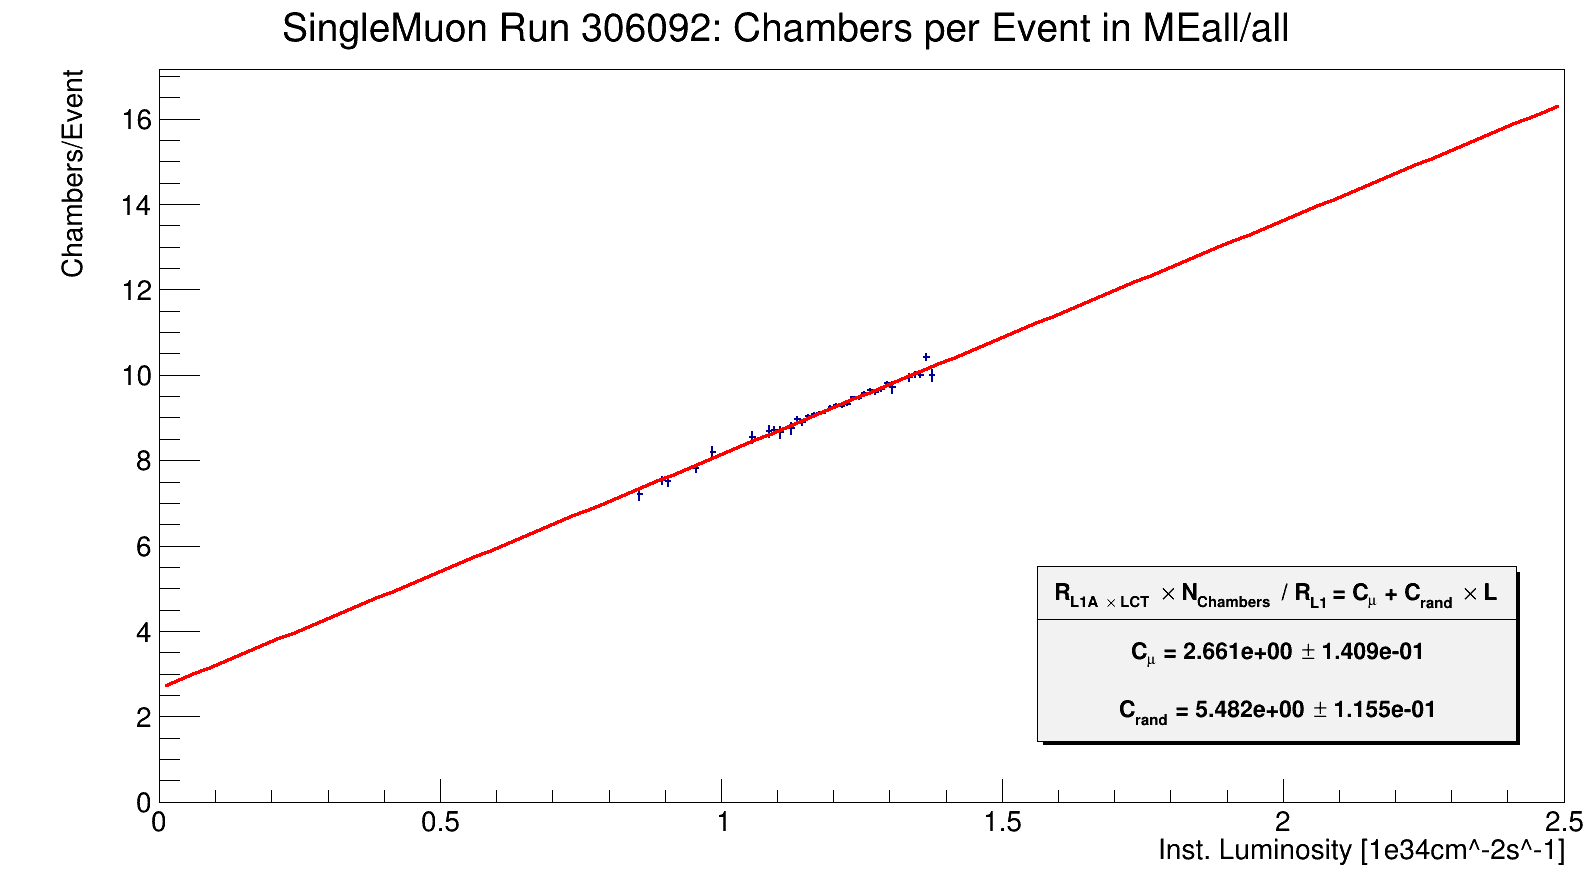 SingleMuon Run 306092: Chambers per Event in MEall/all
Chambers/Event
16
14
12
10
8
6
4
2
0
R_L1A × LCT × N_Chambers / R_L1 = C_μ + C_rand × L
C_μ = 2.661e+00 ± 1.409e-01
C_rand = 5.482e+00 ± 1.155e-01
0 0.5 1 1.5 2 2.5
Inst. Luminosity [1e34cm^-2s^-1]